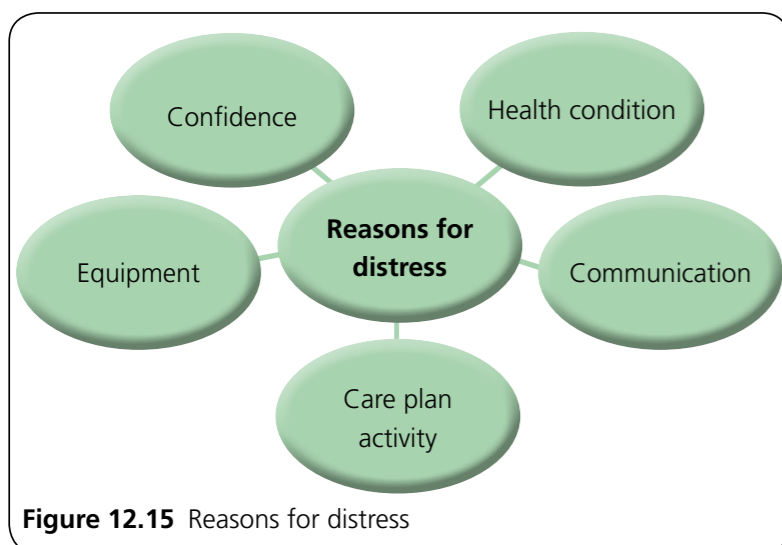 Confidence
Health condition
Reasons for
distress
Equipment
Communication
Care plan
activity
Figure 12.15 Reasons for distress